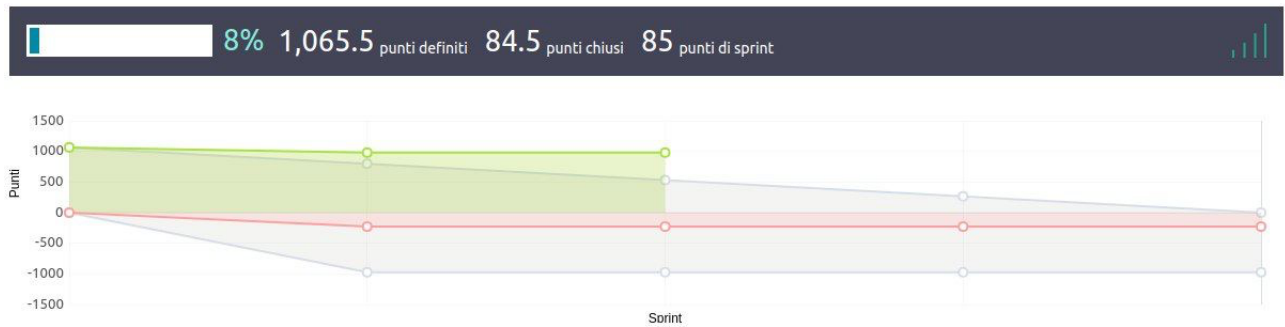 8% 1,065.5 punti definiti 84.5 punti chiusi 85 punti di sprint
1500
1000
500
0
-500
-1000
-1500
Punti
Sprint